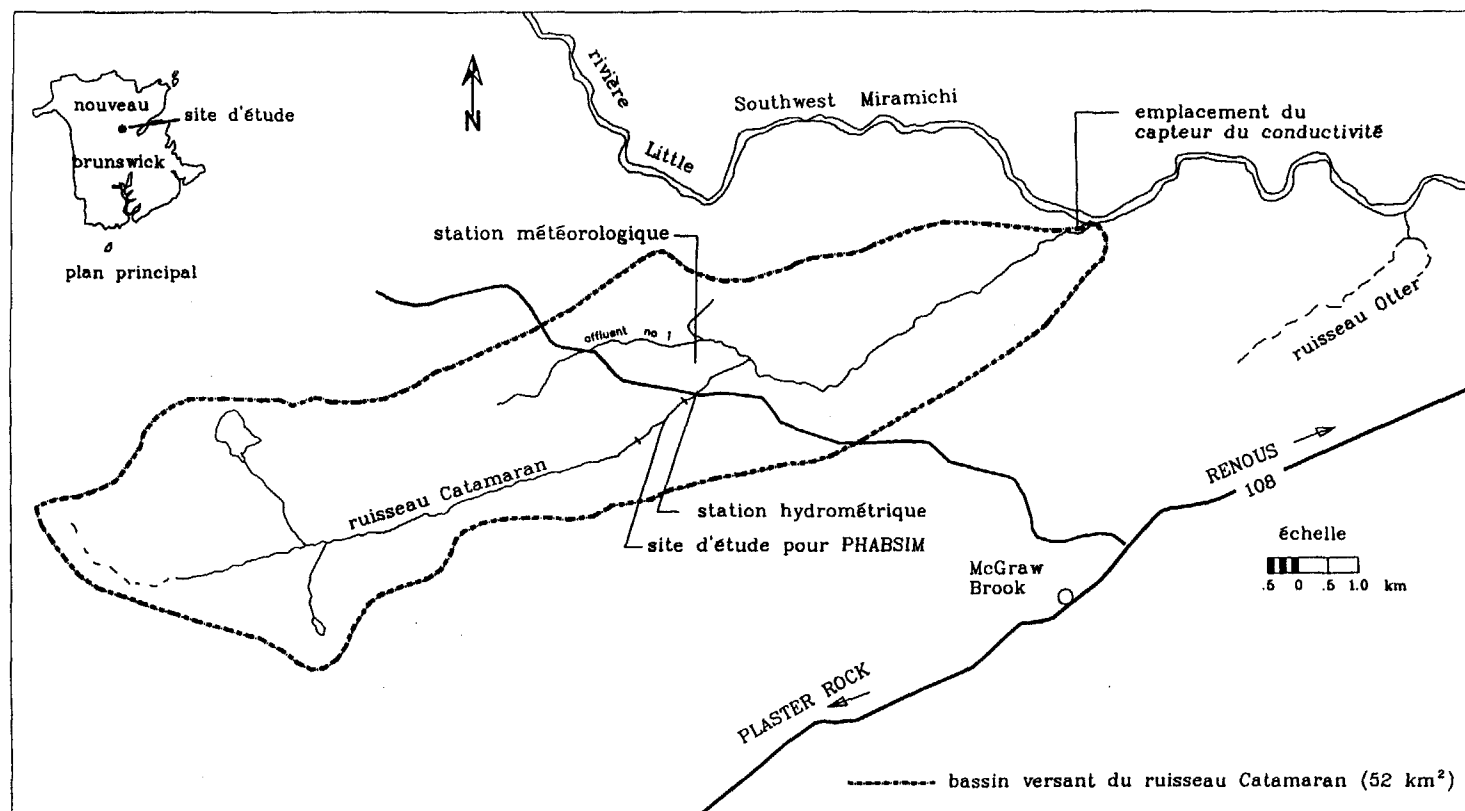 nouveau
brunswick
site d'étude
plan principal
N
rivière
Little
Southwest Miramichi
emplacement du
capteur du conductivité
station météorologique
affluent no 1
ruisseau Catamaran
station hydrométrique
site d'étude pour PHABSIM
ruisseau Otter
RENOUS
108
échelle
.5 0 .5 1.0 km
McGraw
Brook
PLASTER ROCK
bassin versant du ruisseau Catamaran (52 km²)